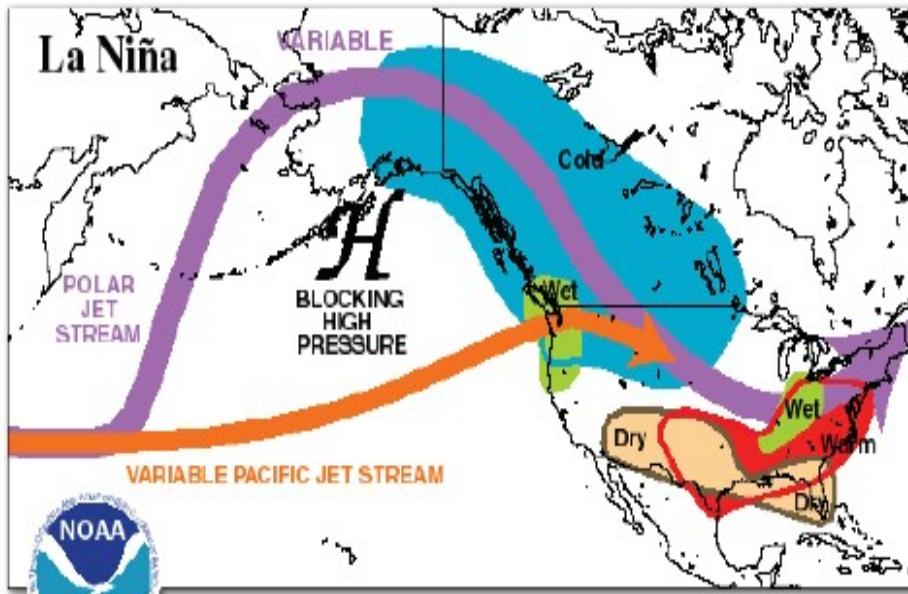 La Niña
VARIABLE
Cold
POLAR
JET
STREAM
H
BLOCKING
HIGH
PRESSURE
Wet
VARIABLE PACIFIC JET STREAM
Dry
Wet
Warm
Dry
NOAA